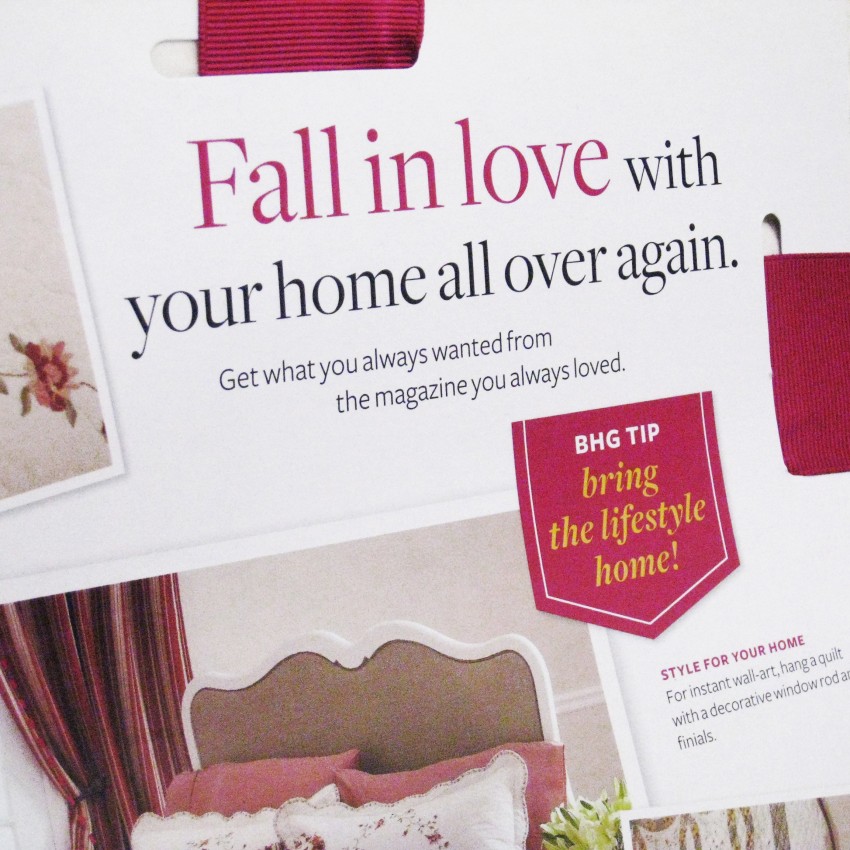 Fall in love with
your home all over again.
Get what you always wanted from
the magazine you always loved.
BHG TIP
bring
the lifestyle
home!
STYLE FOR YOUR HOME
For instant wall-art, hang a quilt
with a decorative window rod
finials.